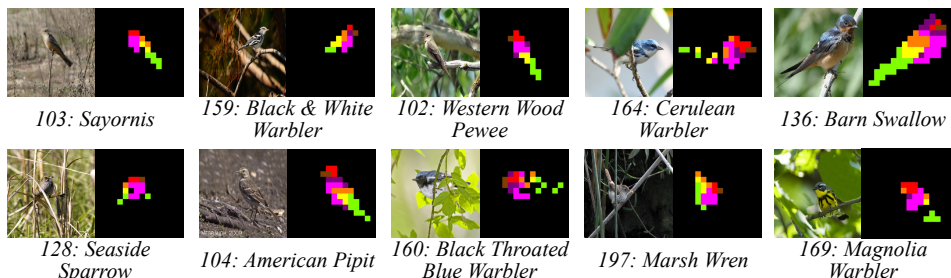 103: Sayornis
159: Black & White
Warbler
102: Western Wood
Pewee
164: Cerulean
Warbler
136: Barn Swallow
128: Seaside
Sparrow
104: American Pipit
160: Black Throated
Blue Warbler
197: Marsh Wren
169: Magnolia
Warbler